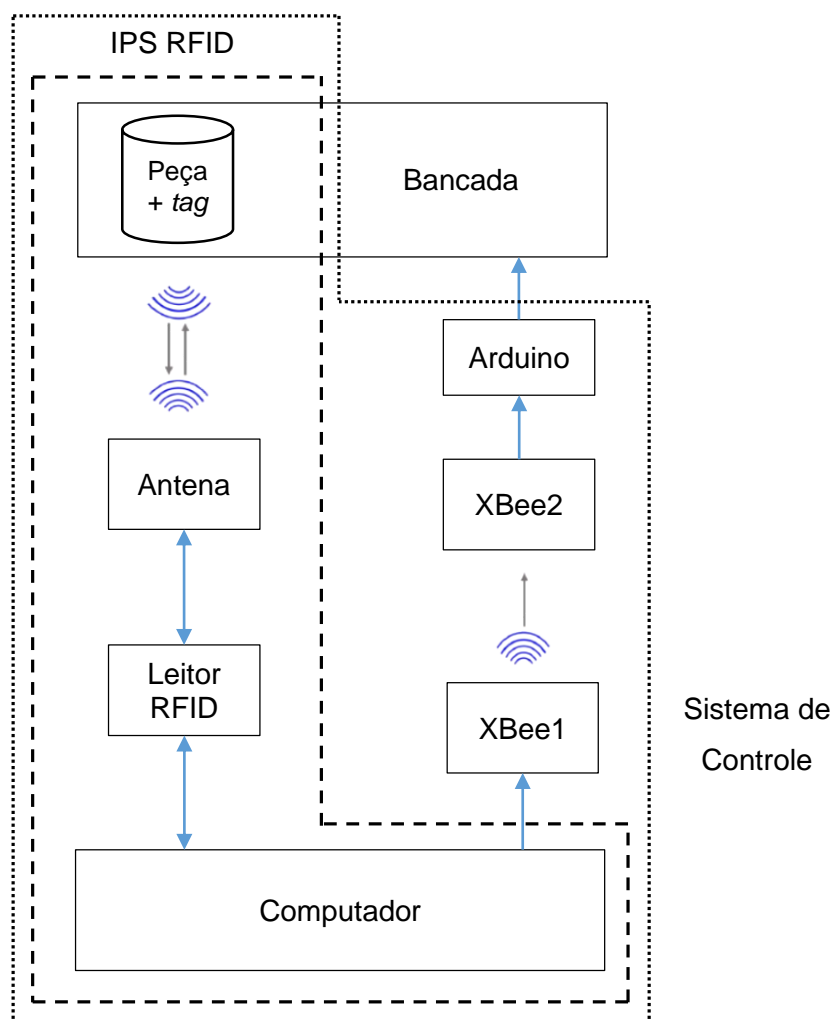 IPS RFID
Peça
+ tag
Bancada
Arduino
Antena
XBee2
Leitor
RFID
XBee1
Sistema de
Controle
Computador